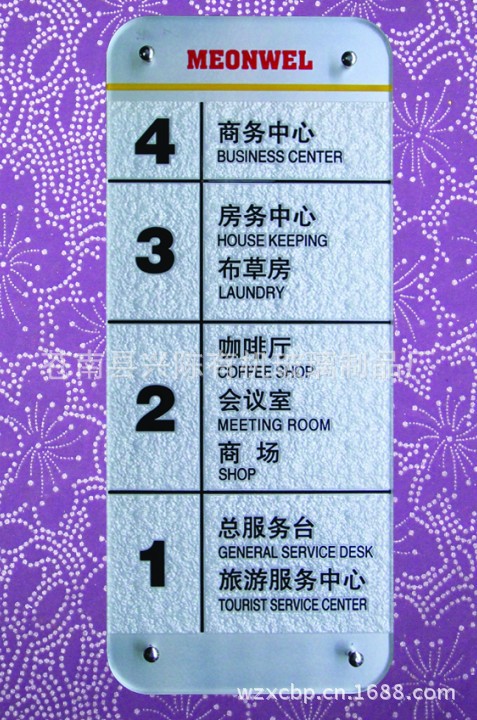 MEONWEL
4
商务中心
BUSINESS CENTER
3
房务中心
HOUSE KEEPING
布草房
LAUNDRY
2
咖啡厅
COFFEE SHOP
会议室
MEETING ROOM
商 场
SHOP
1
总服务台
GENERAL SERVICE DESK
旅游服务中心
TOURIST SERVICE CENTER
wzxcbp.cn.1688.com